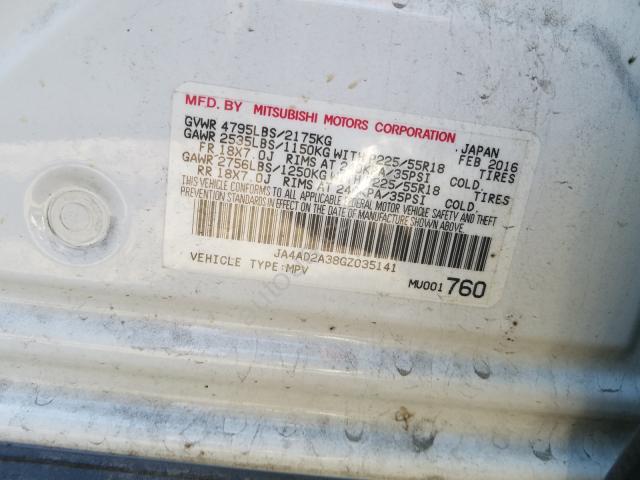 MFD. BY MITSUBISHI MOTORS CORPORATION JAPAN
GVWR 4795LBS/2175KG FEB 2016
GAWR 2535LBS/1150KG WITH P225/55R18 TIRES
FR 18X7.0J RIMS AT 240KPA/35PSI COLD.
GAWR 2756LBS/1250KG WITH P225/55R18 TIRES
RR 18X7.0J RIMS AT 240KPA/35PSI COLD.
THIS VEHICLE CONFORMS TO ALL APPLICABLE FEDERAL MOTOR VEHICLE SAFETY AND THEFT
PREVENTION STANDARDS IN EFFECT ON THE DATE OF MANUFACTURE SHOWN ABOVE.
JA4AD2A38GZ035141
VEHICLE TYPE:MPV
MU001760